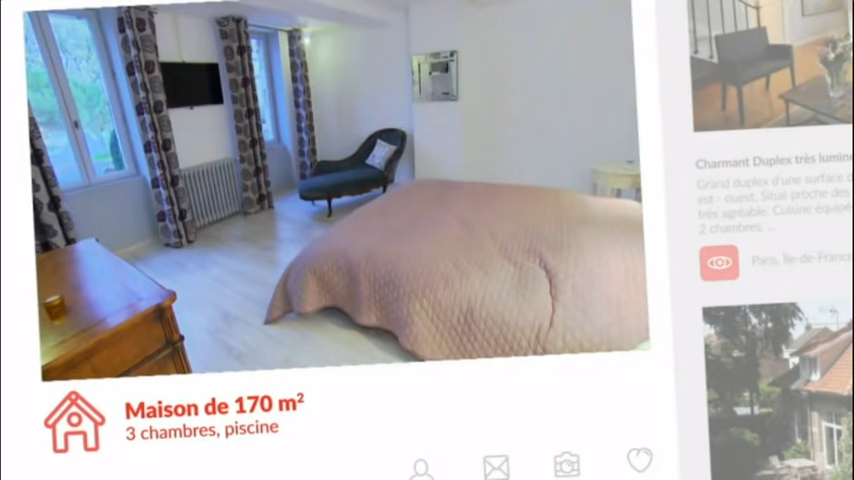 Maison de 170 m²
3 chambres, piscine
Charmant Duplex très lumine
Grand duplex d'une surface d
est - ouest. Situé proche des
très agréable. Cuisine équipé
2 chambres, ...
Paris, Île-de-France